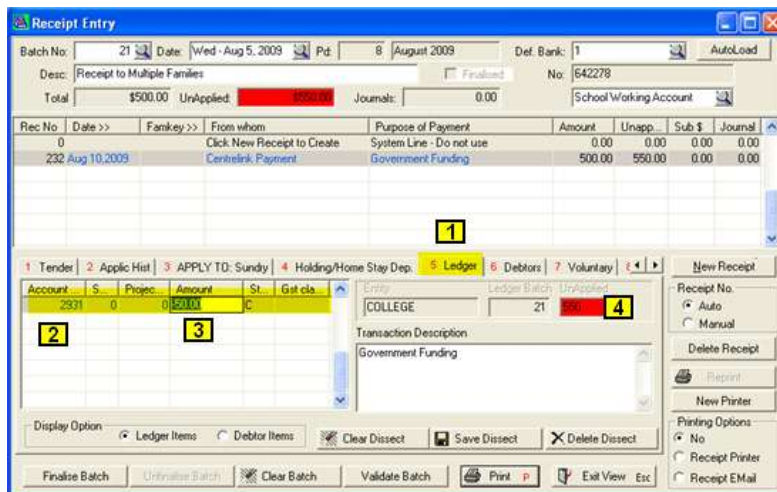 Receipt Entry
Batch No: 21 Date: Wed - Aug 5, 2009 Pd: 8 August 2009 Def. Bank: 1 AutoLoad
Desc: Receipt to Multiple Families Finalised No: 642278
Total $500.00 UnApplied: $550.00 Journals: 0.00 School Working Account
Rec No Date >> Famkey >> From whom Purpose of Payment Amount Unapp... Sub $ Journal
0 Click New Receipt to Create System Line - Do not use 0.00 0.00 0.00 0.00
232 Aug 10,2009 Centrelink Payment Government Funding 500.00 550.00 0.00 0.00
1
1 Tender 2 Applic Hist 3 APPLY TO: Sundry 4 Holding/Home Stay Dep. 5 Ledger 6 Debtors 7 Voluntary 8 New Receipt
Account ... S... Projec... Amount St... Gst cla... Entity Ledger Batch UnApplied Receipt No.
2931 0 0 -50.00 C COLLEGE 21 550 4 Auto
2 3 Manual
Transaction Description
Government Funding Delete Receipt
Reprint
New Printer
Display Option Ledger Items Debtor Items Clear Dissect Save Dissect Delete Dissect Printing Options
No
Receipt Printer
Receipt EMail
Finalise Batch Unfinalise Batch Clear Batch Validate Batch Print P Exit View Esc